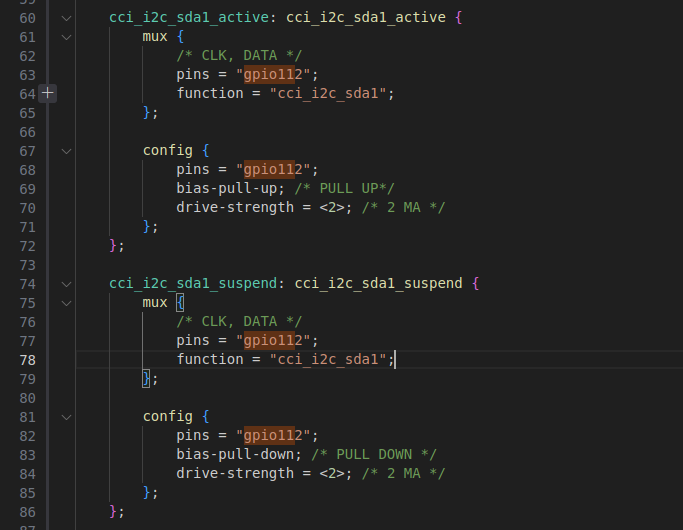 60 cci_i2c_sda1_active: cci_i2c_sda1_active {
61 mux {
62 /* CLK, DATA */
63 pins = "gpio112";
64 + function = "cci_i2c_sda1";
65 };
66
67 config {
68 pins = "gpio112";
69 bias-pull-up; /* PULL UP*/
70 drive-strength = <2>; /* 2 MA */
71 };
72 };
73
74 cci_i2c_sda1_suspend: cci_i2c_sda1_suspend {
75 mux {
76 /* CLK, DATA */
77 pins = "gpio112";
78 function = "cci_i2c_sda1";
79 };
80
81 config {
82 pins = "gpio112";
83 bias-pull-down; /* PULL DOWN */
84 drive-strength = <2>; /* 2 MA */
85 };
86 };